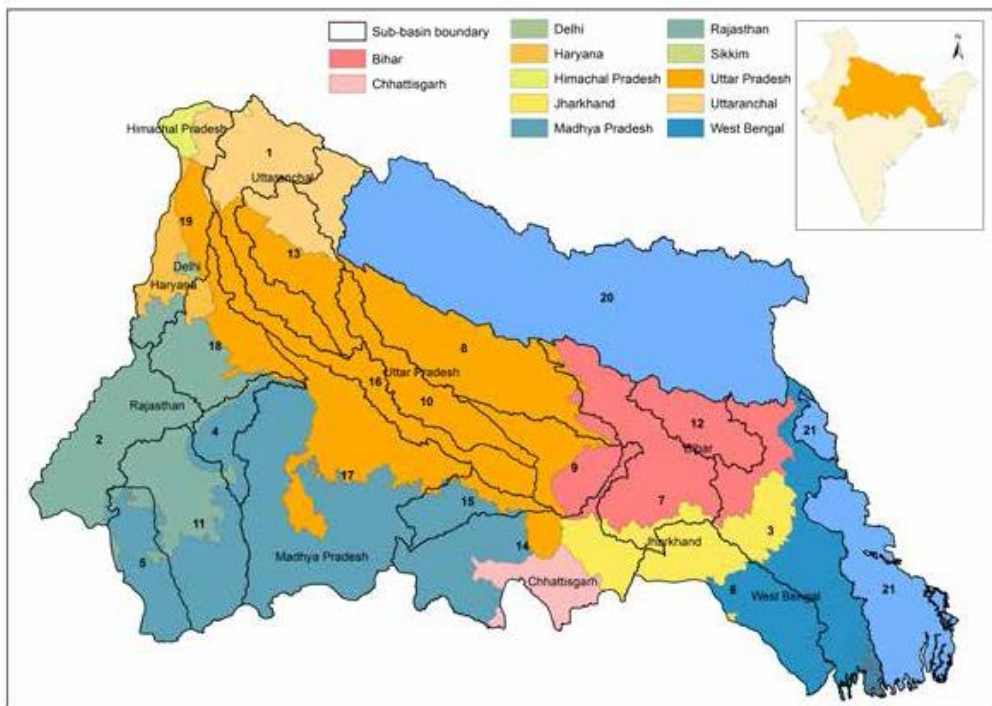 Sub-basin boundary
Bihar
Chhattisgarh
Delhi
Haryana
Himachal Pradesh
Jharkhand
Madhya Pradesh
Rajasthan
Sikkim
Uttar Pradesh
Uttaranchal
West Bengal
N
Himachal Pradesh
1
Uttaranchal
19
13
Delhi
Haryana
20
18
8
Uttar Pradesh
16
10
Rajasthan
2
4
12
21
Bihar
9
17
15
7
11
3
14
Jharkhand
Madhya Pradesh
5
Chhattisgarh
6
West Bengal
21